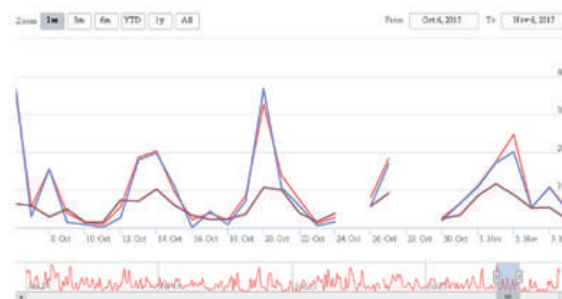 Zoom 1m 3m 6m YTD 1y All From Oct 6, 2015 To Nov 6, 2015
8. Oct 10. Oct 12. Oct 14. Oct 16. Oct 18. Oct 20. Oct 22. Oct 24. Oct 26. Oct 28. Oct 30. Oct 1. Nov 3. Nov